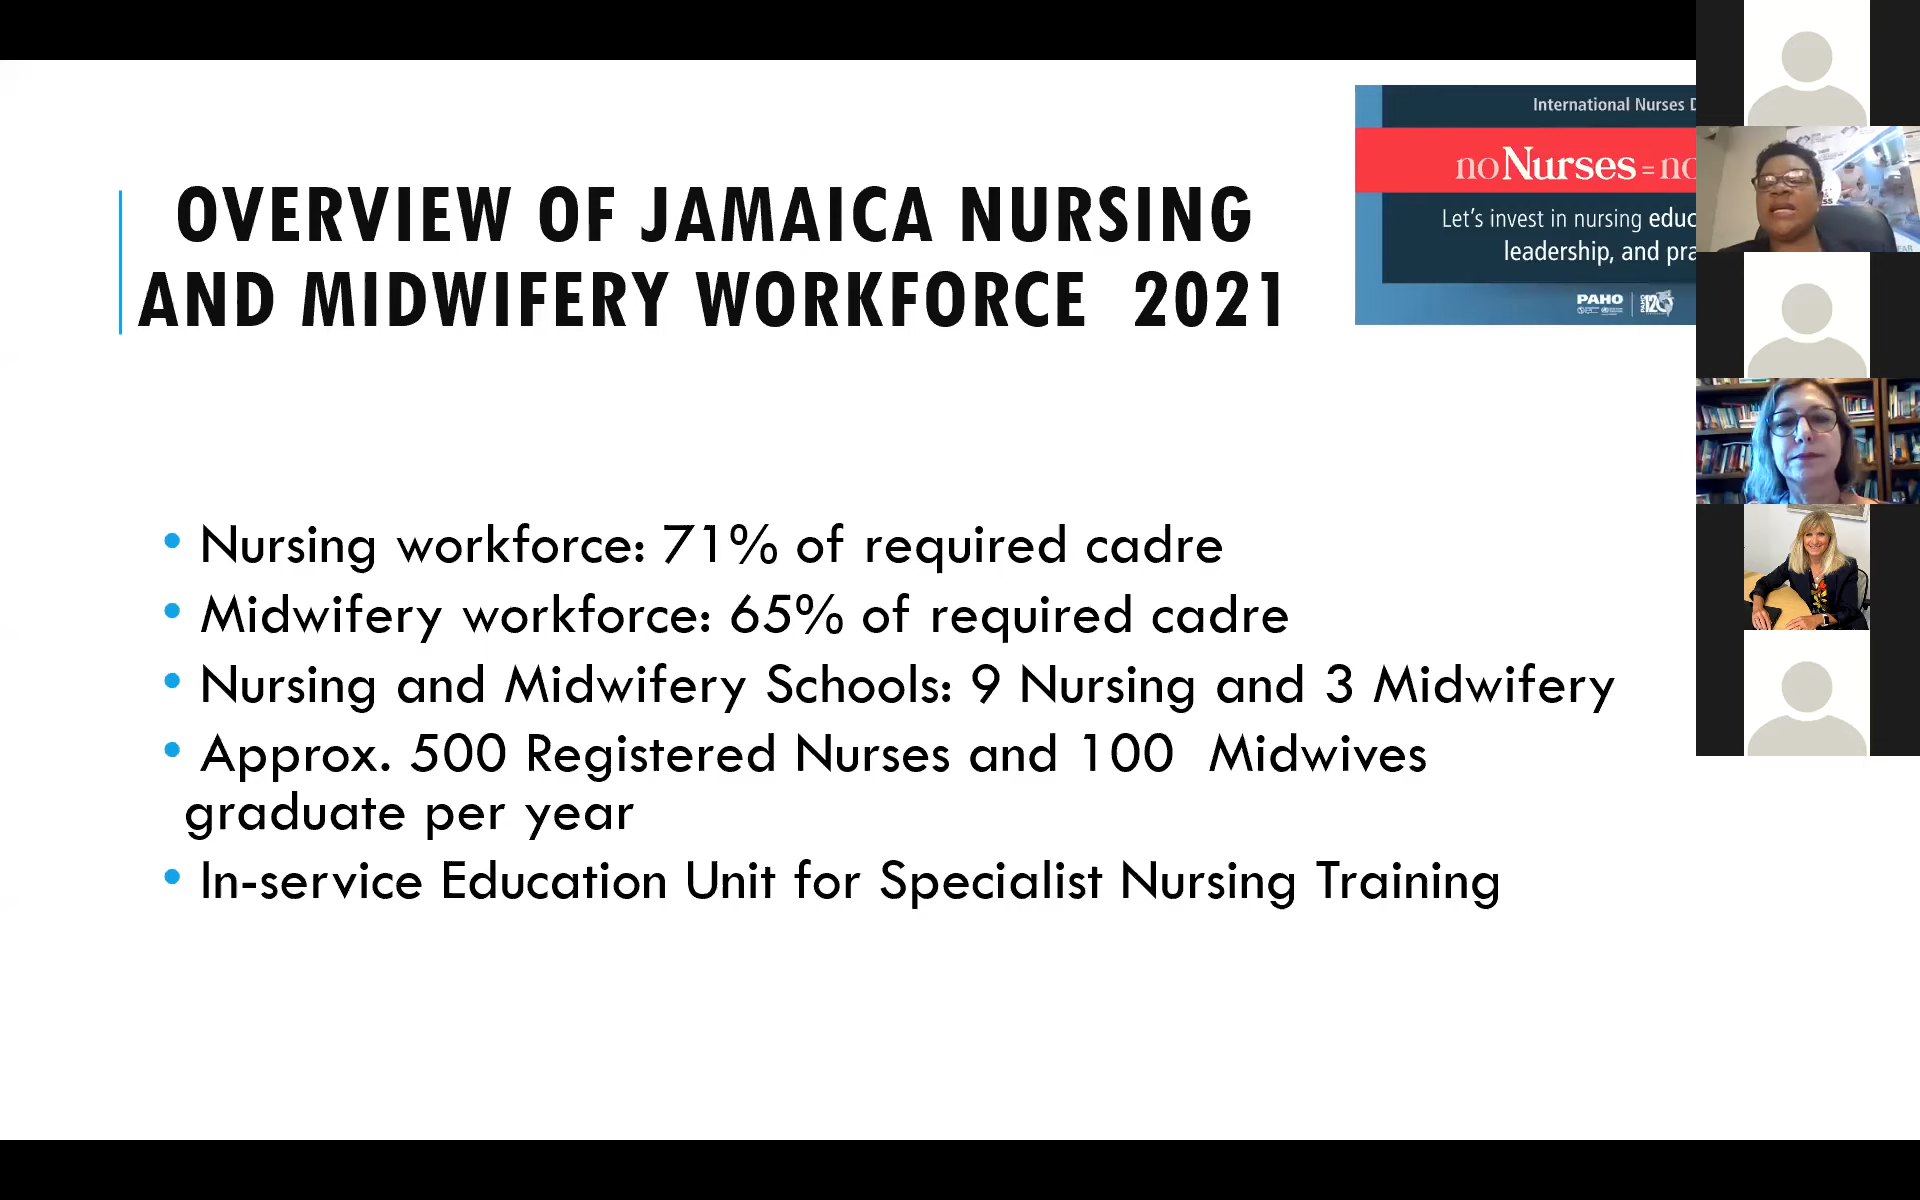 International Nurses D
noNurses=no
Let's invest in nursing educ
leadership, and pra
PAHO
OVERVIEW OF JAMAICA NURSING
AND MIDWIFERY WORKFORCE 2021
• Nursing workforce: 71% of required cadre
• Midwifery workforce: 65% of required cadre
• Nursing and Midwifery Schools: 9 Nursing and 3 Midwifery
• Approx. 500 Registered Nurses and 100 Midwives
graduate per year
• In-service Education Unit for Specialist Nursing Training